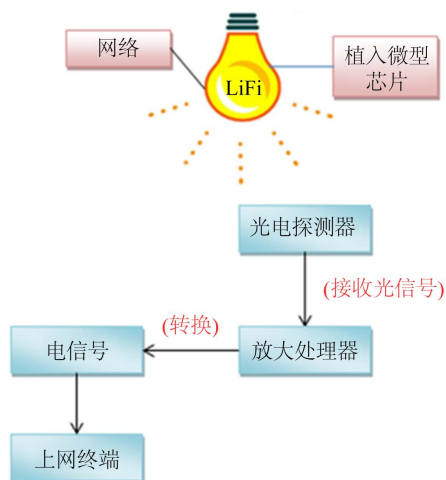 网络
植入微型
芯片
LiFi
光电探测器
(接收光信号)
(转换)
电信号
放大处理器
上网终端